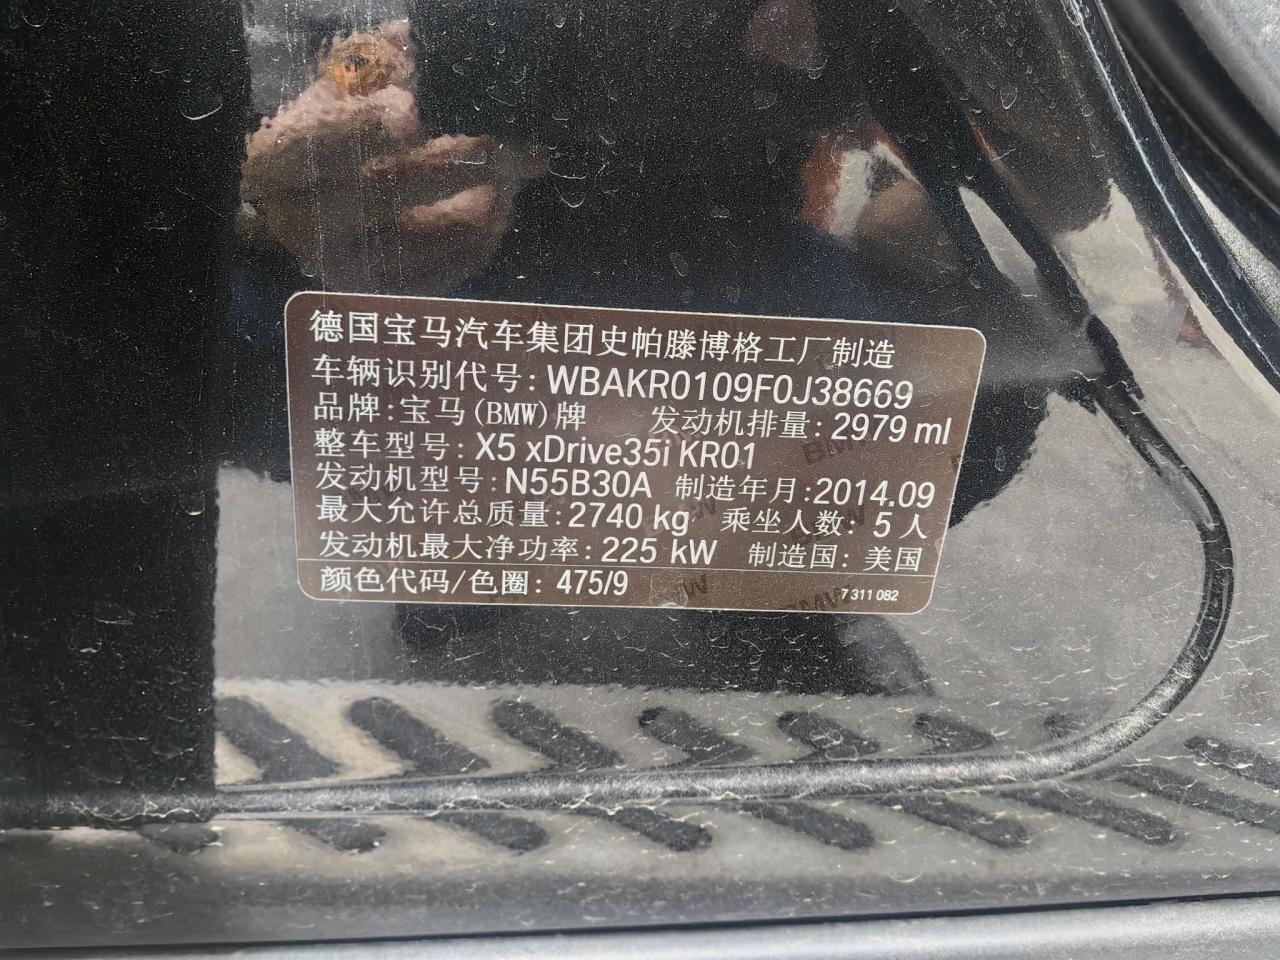 德国宝马汽车集团史帕滕博格工厂制造
车辆识别代号: WBAKR0109F0J38669
品牌:宝马(BMW)牌 发动机排量: 2979 ml
整车型号: X5 xDrive35i KR01
发动机型号: N55B30A 制造年月:2014.09
最大允许总质量: 2740 kg 乘坐人数: 5 人
发动机最大净功率: 225 kW 制造国: 美国
颜色代码/色圈: 475/9 7 311 082